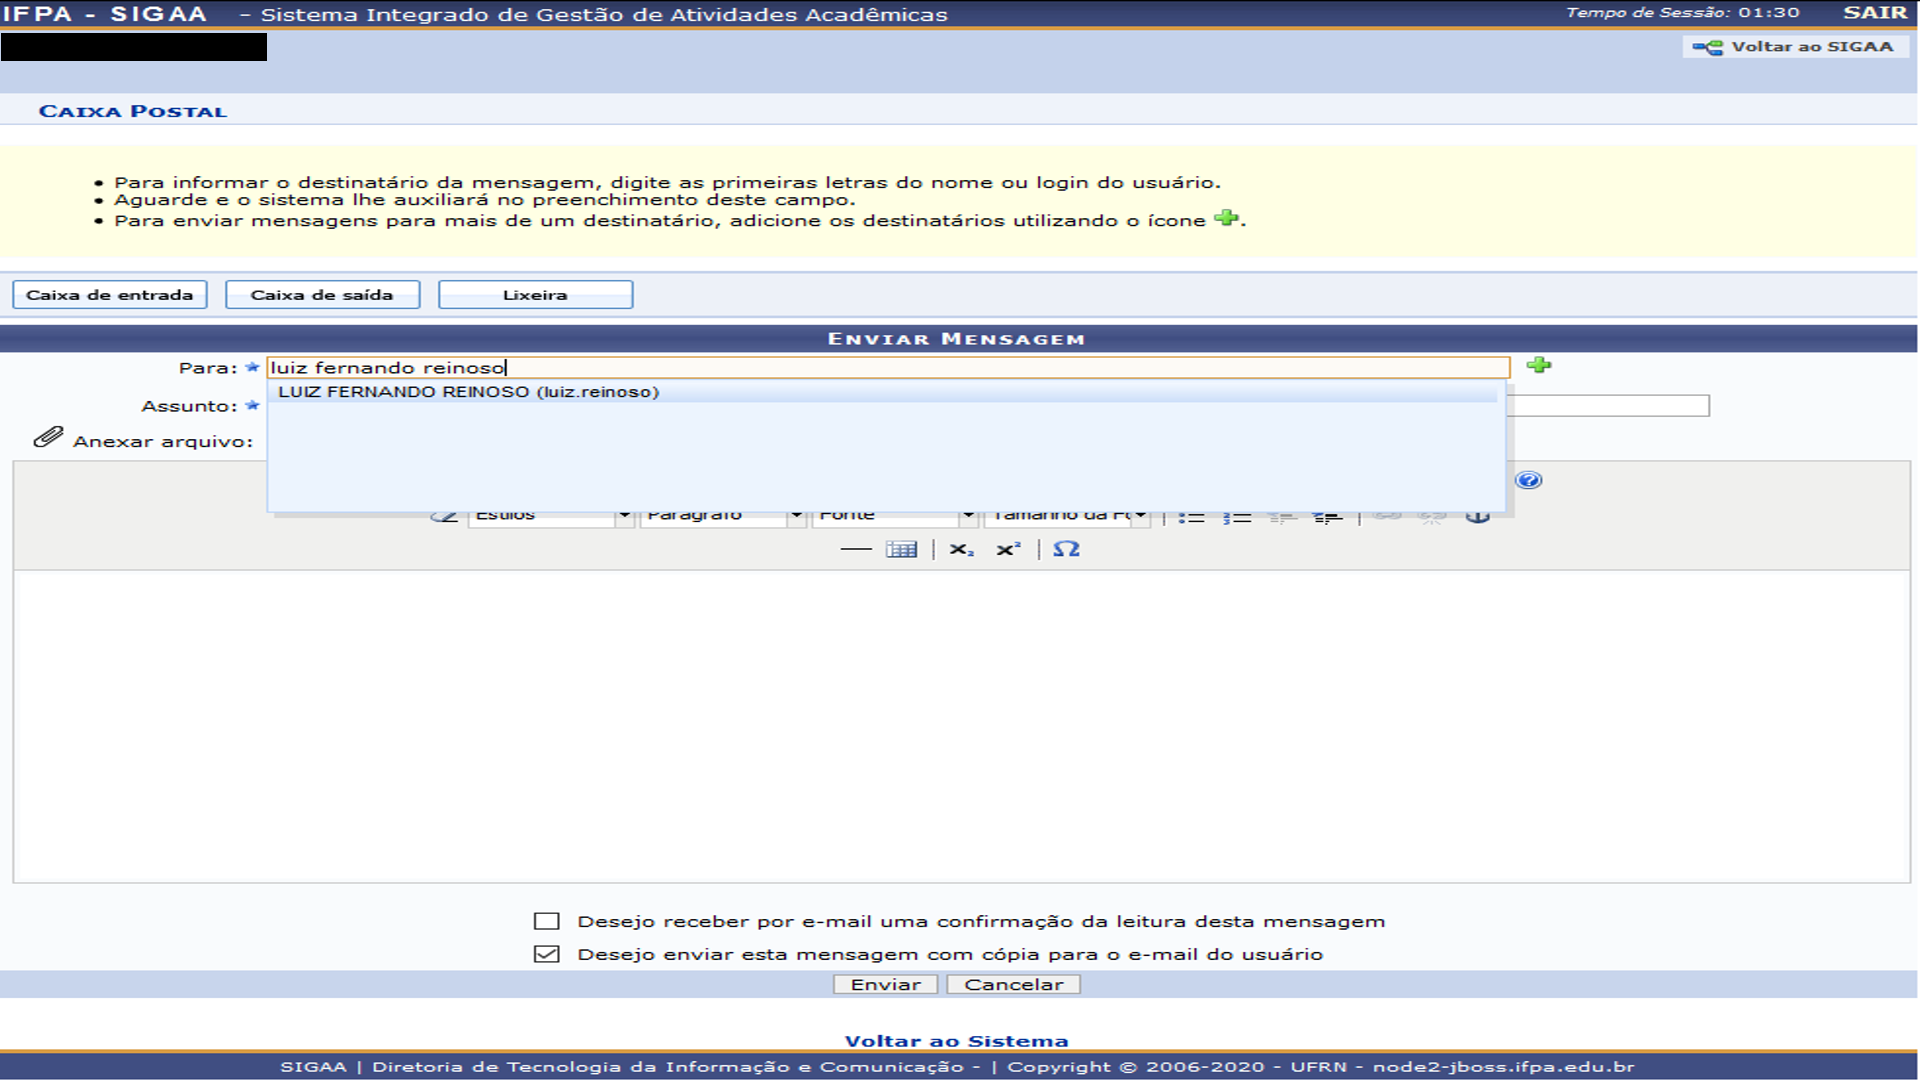 IFPA - SIGAA - Sistema Integrado de Gestão de Atividades Acadêmicas Tempo de Sessão: 01:30 SAIR
Voltar ao SIGAA
CAIXA POSTAL
• Para informar o destinatário da mensagem, digite as primeiras letras do nome ou login do usuário.
• Aguarde e o sistema lhe auxiliará no preenchimento deste campo.
• Para enviar mensagens para mais de um destinatário, adicione os destinatários utilizando o ícone .
Caixa de entrada Caixa de saída Lixeira
ENVIAR MENSAGEM
Para: luiz fernando reinoso
LUIZ FERNANDO REINOSO (luiz.reinoso)
Assunto:
Anexar arquivo:
Estilos Parágrafo Fonte Tamanho da Fo
x₂ x² Ω
Desejo receber por e-mail uma confirmação da leitura desta mensagem
Desejo enviar esta mensagem com cópia para o e-mail do usuário
Enviar Cancelar
Voltar ao Sistema
SIGAA | Diretoria de Tecnologia da Informação e Comunicação - | Copyright © 2006-2020 - UFRN - node2-jboss.ifpa.edu.br